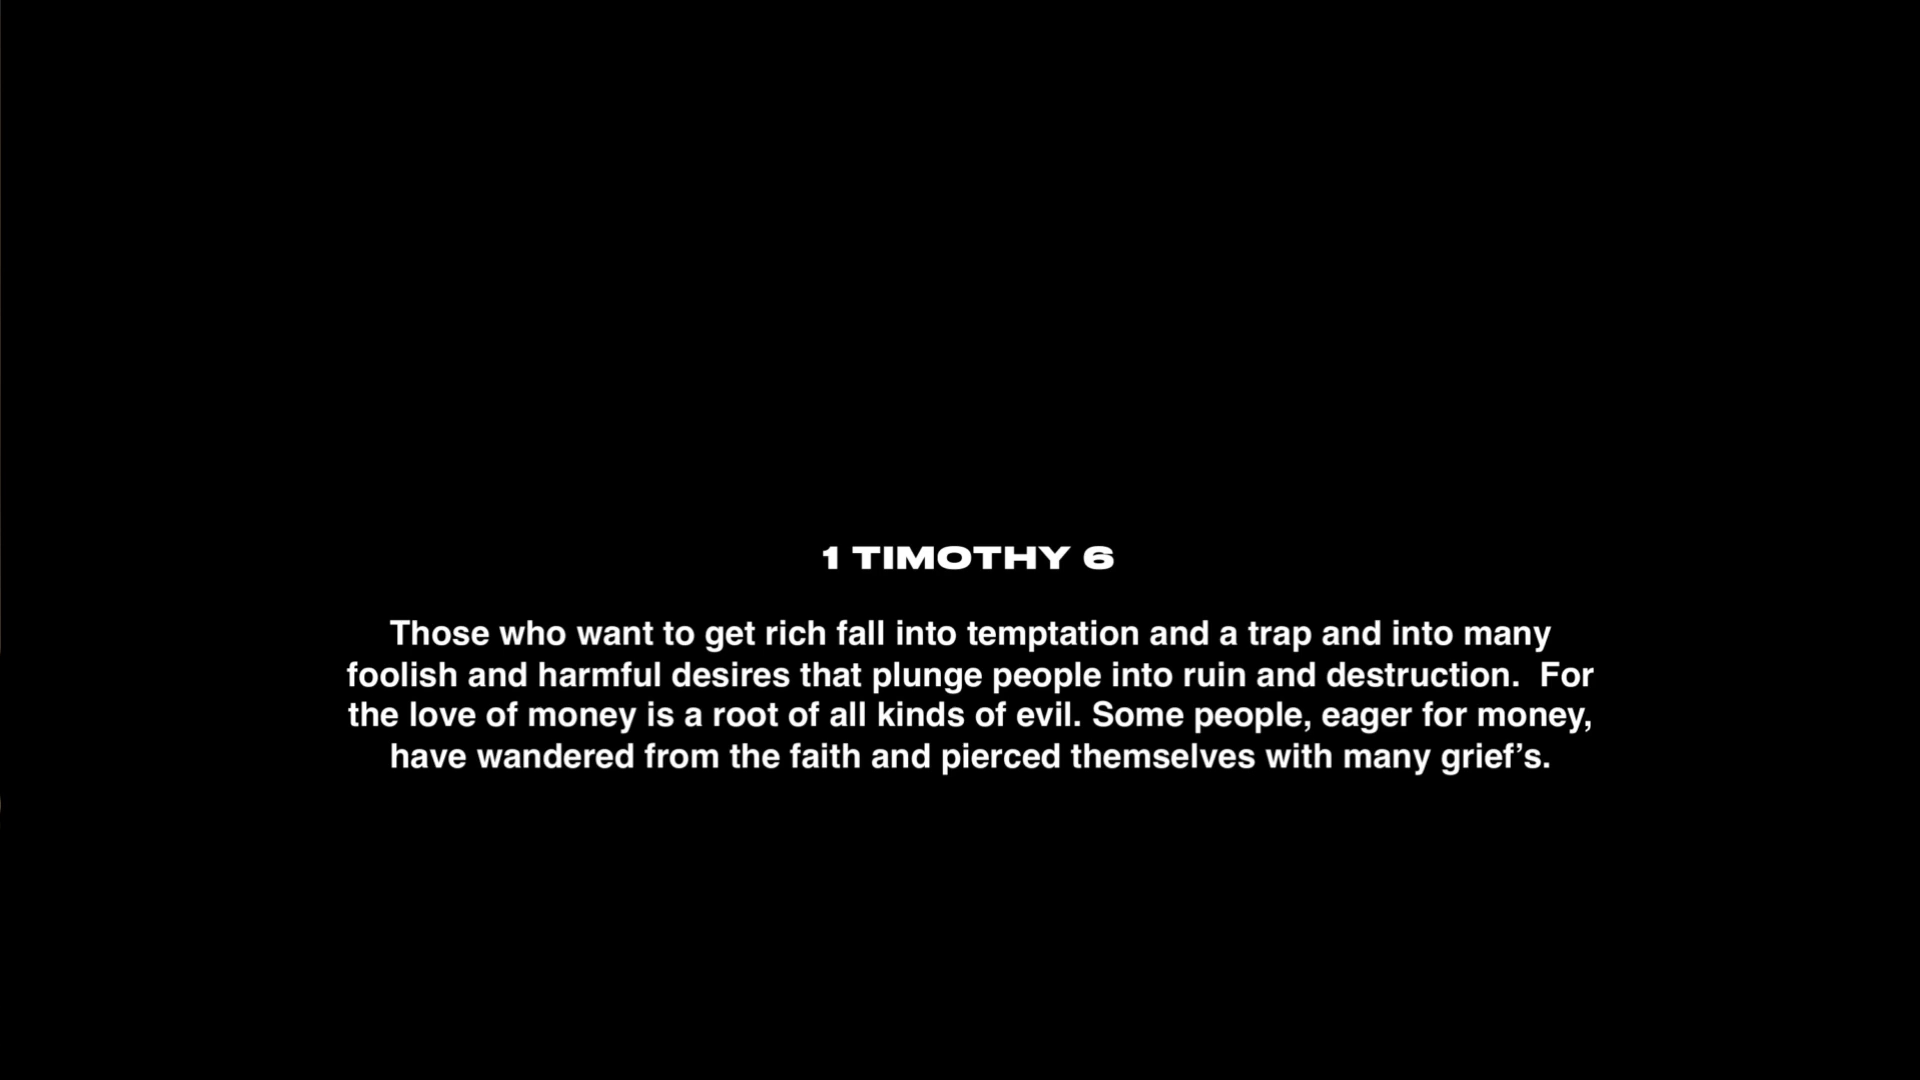 1 TIMOTHY 6
Those who want to get rich fall into temptation and a trap and into many
foolish and harmful desires that plunge people into ruin and destruction.  For
the love of money is a root of all kinds of evil. Some people, eager for money,
have wandered from the faith and pierced themselves with many grief’s.